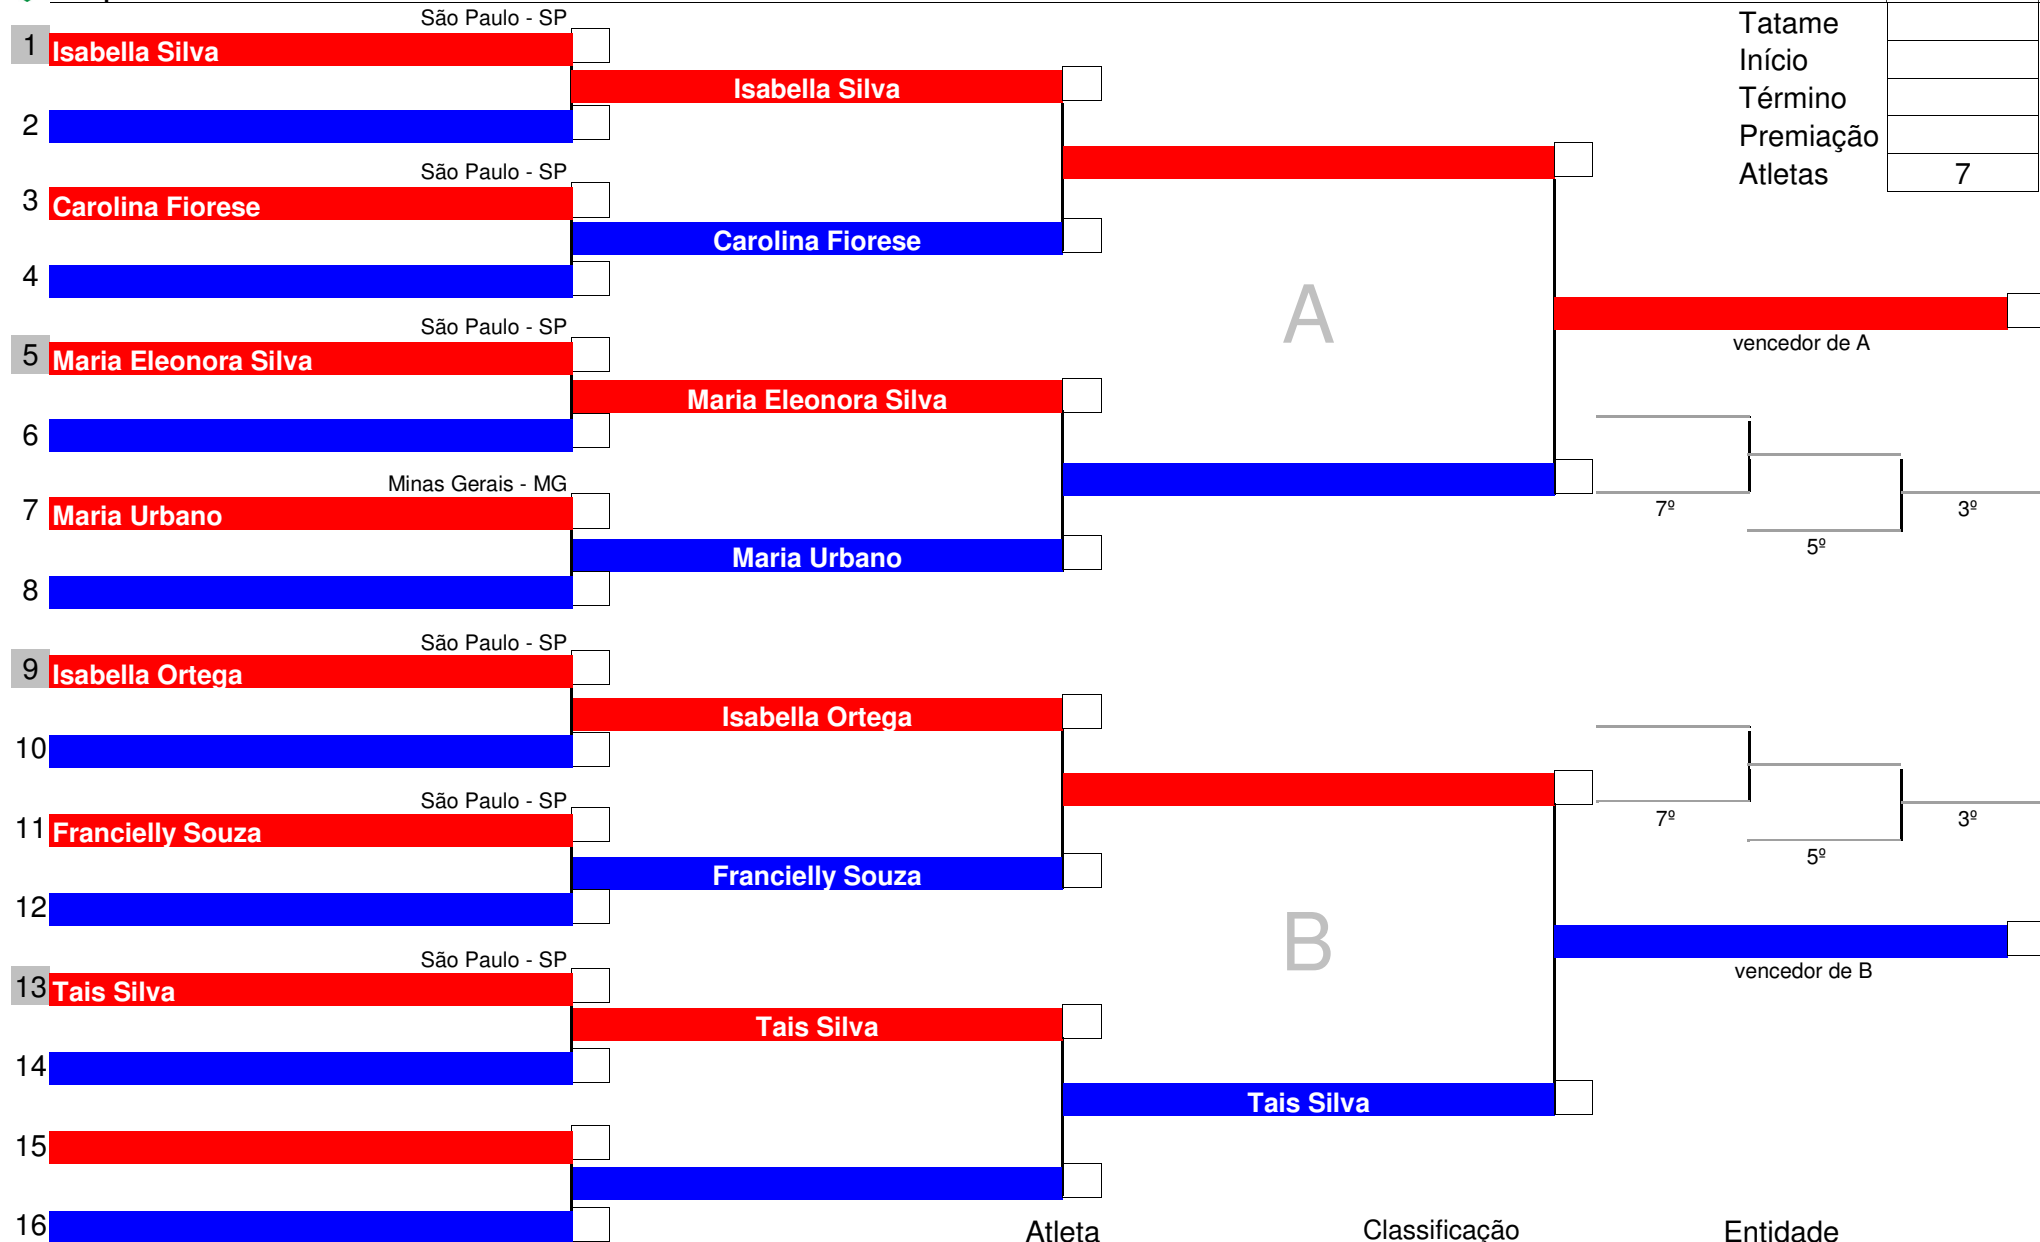 São Paulo - SP
1 Isabella Silva
Isabella Silva
2
São Paulo - SP
3 Carolina Fiorese
Carolina Fiorese
4
São Paulo - SP
5 Maria Eleonora Silva
Maria Eleonora Silva
6
Minas Gerais - MG
7 Maria Urbano
Maria Urbano
8
São Paulo - SP
9 Isabella Ortega
Isabella Ortega
10
São Paulo - SP
11 Francielly Souza
Francielly Souza
12
São Paulo - SP
13 Tais Silva
Tais Silva
14
Tais Silva
15
16
A
B
Tatame
Início
Término
Premiação
Atletas 7
vencedor de A
7º
3º
5º
7º
3º
5º
vencedor de B
Atleta Classificação Entidade